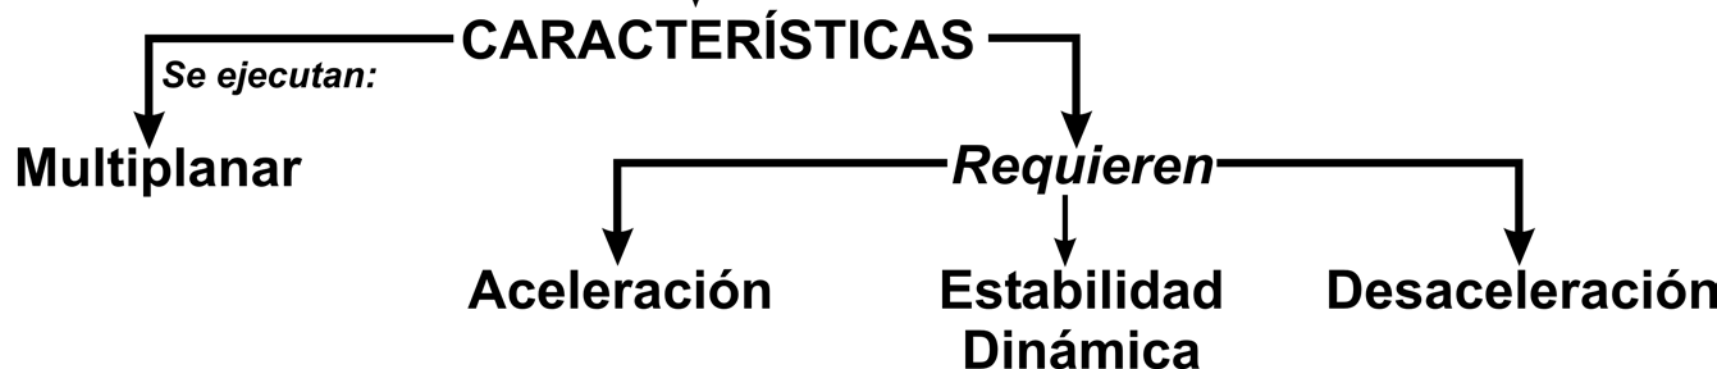 CARACTERÍSTICAS
Se ejecutan:
Multiplanar
Requieren
Aceleración
Estabilidad
Dinámica
Desaceleración